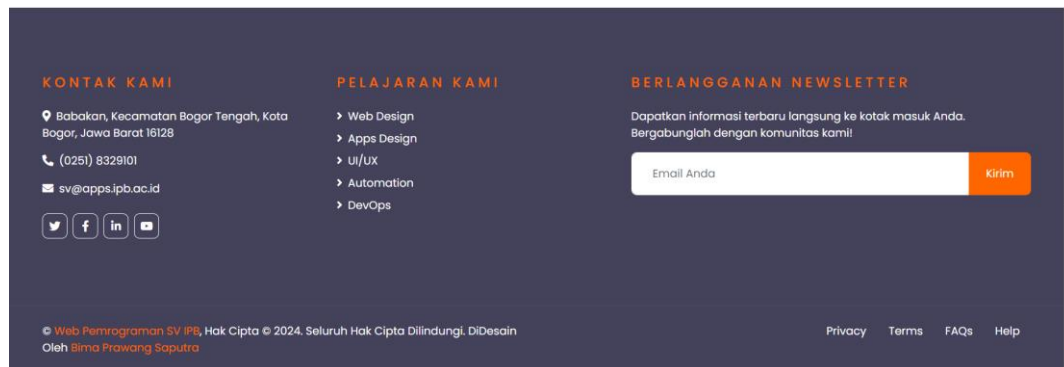 KONTAK KAMI
Babakan, Kecamatan Bogor Tengah, Kota
Bogor, Jawa Barat 16128
(0251) 8329101
sv@apps.ipb.ac.id
PELAJARAN KAMI
Web Design
Apps Design
UI/UX
Automation
DevOps
BERLANGGANAN NEWSLETTER
Dapatkan informasi terbaru langsung ke kotak masuk Anda.
Bergabunglah dengan komunitas kami!
Email Anda
Kirim
© Web Pemrograman SV IPB, Hak Cipta © 2024. Seluruh Hak Cipta Dilindungi. DiDesain
Oleh Bima Prawang Saputra
Privacy Terms FAQs Help